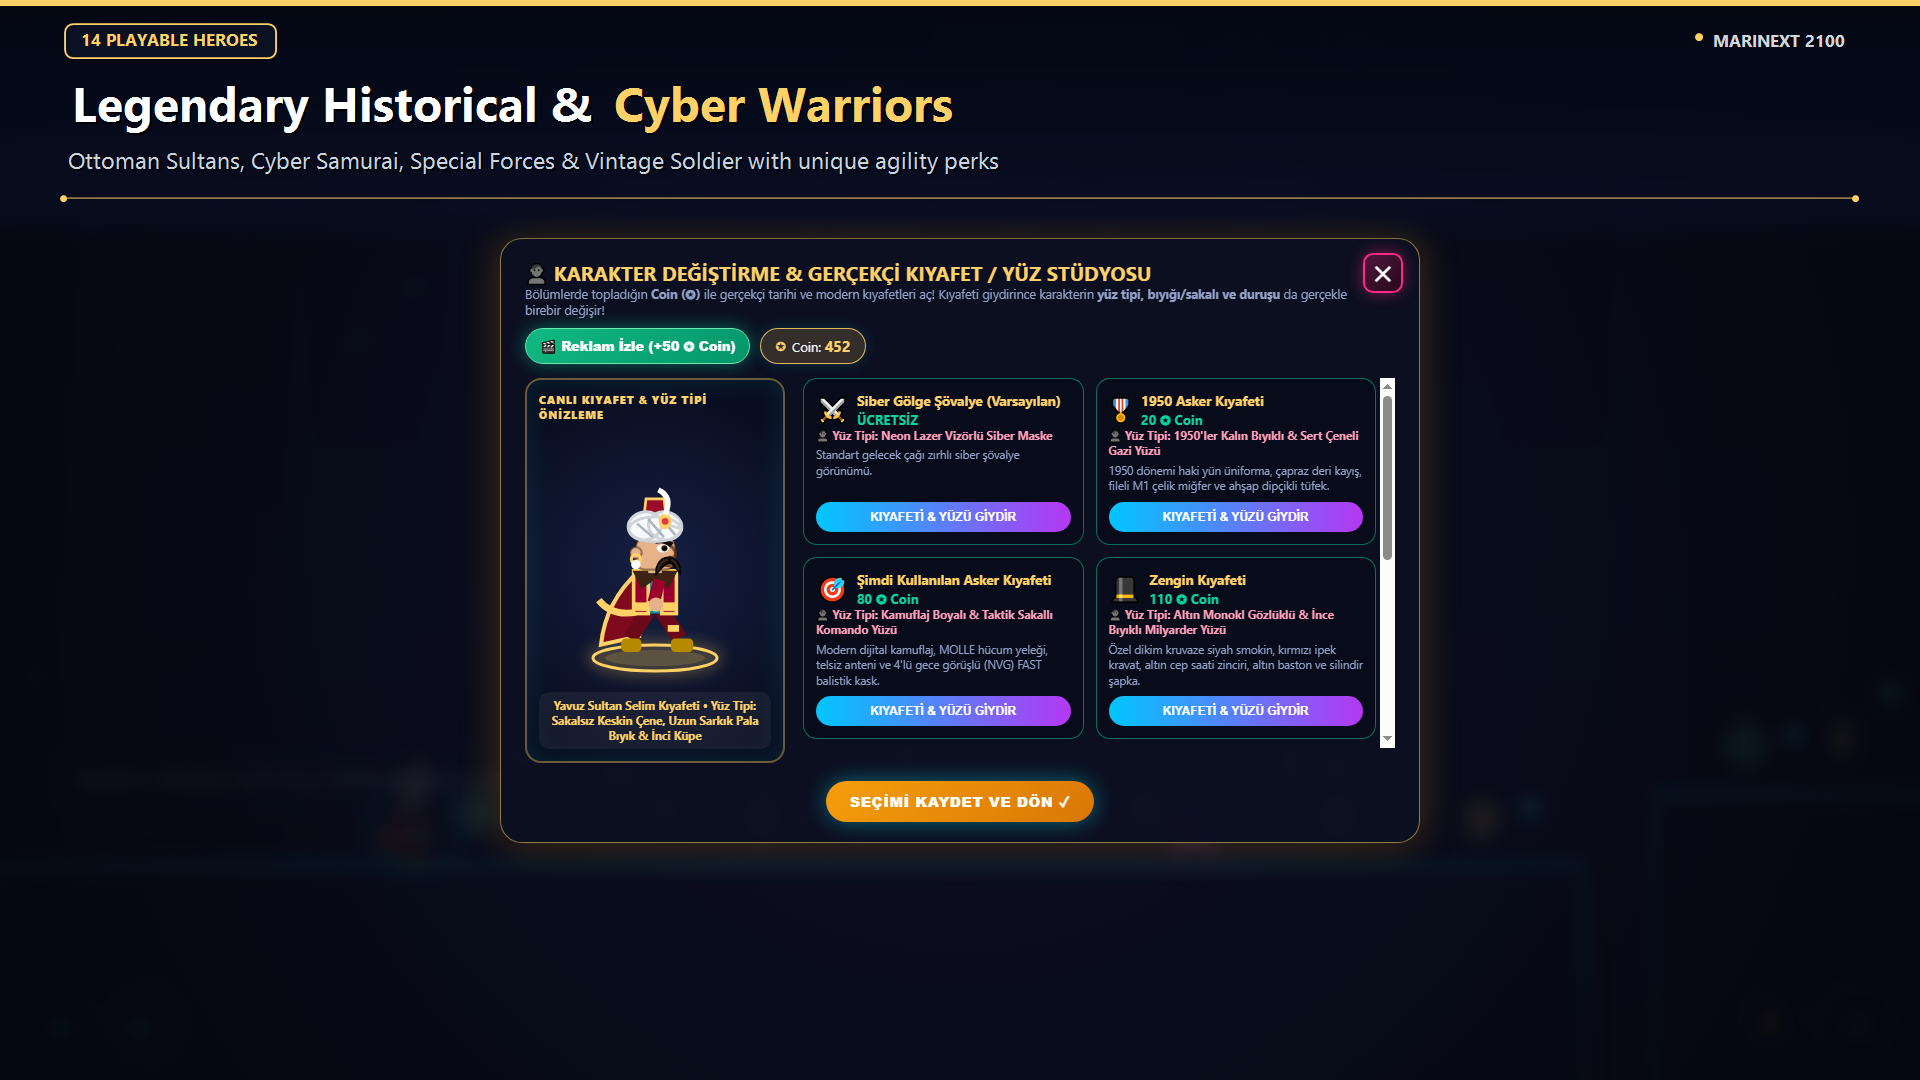 14 PLAYABLE HEROES
MARINEXT 2100
Legendary Historical & Cyber Warriors
Ottoman Sultans, Cyber Samurai, Special Forces & Vintage Soldier with unique agility perks
KARAKTER DEĞİŞTİRME & GERÇEKÇİ KIYAFET / YÜZ STÜDYOSU
Bölümlerde topladığın Coin (✪) ile gerçekçi tarihi ve modern kıyafetleri aç! Kıyafeti giydirince karakterin yüz tipi, bıyığı/sakalı ve duruşu da gerçekle
birebir değişir!
Reklam İzle (+50 ✪ Coin)
✪ Coin: 452
CANLI KIYAFET & YÜZ TİPİ
ÖNİZLEME
Yavuz Sultan Selim Kıyafeti • Yüz Tipi:
Sakalsız Keskin Çene, Uzun Sarkık Pala
Bıyık & İnci Küpe
Siber Gölge Şövalye (Varsayılan)
ÜCRETSİZ
Yüz Tipi: Neon Lazer Vizörlü Siber Maske
Standart gelecek çağı zırhlı siber şövalye
görünümü.
KIYAFETİ & YÜZÜ GİYDİR
1950 Asker Kıyafeti
20 ✪ Coin
Yüz Tipi: 1950'ler Kalın Bıyıklı & Sert Çeneli
Gazi Yüzü
1950 dönemi haki yün üniforma, çapraz deri kayış,
fileli M1 çelik miğfer ve ahşap dipçikli tüfek.
KIYAFETİ & YÜZÜ GİYDİR
Şimdi Kullanılan Asker Kıyafeti
80 ✪ Coin
Yüz Tipi: Kamuflaj Boyalı & Taktik Sakallı
Komando Yüzü
Modern dijital kamuflaj, MOLLE hücum yeleği,
telsiz anteni ve 4'lü gece görüşlü (NVG) FAST
balistik kask.
KIYAFETİ & YÜZÜ GİYDİR
Zengin Kıyafeti
110 ✪ Coin
Yüz Tipi: Altın Monokl Gözlüklü & İnce
Bıyıklı Milyarder Yüzü
Özel dikim kruvaze siyah smokin, kırmızı ipek
kravat, altın cep saati zinciri, altın baston ve silindir
şapka.
KIYAFETİ & YÜZÜ GİYDİR
SEÇİMİ KAYDET VE DÖN ✓